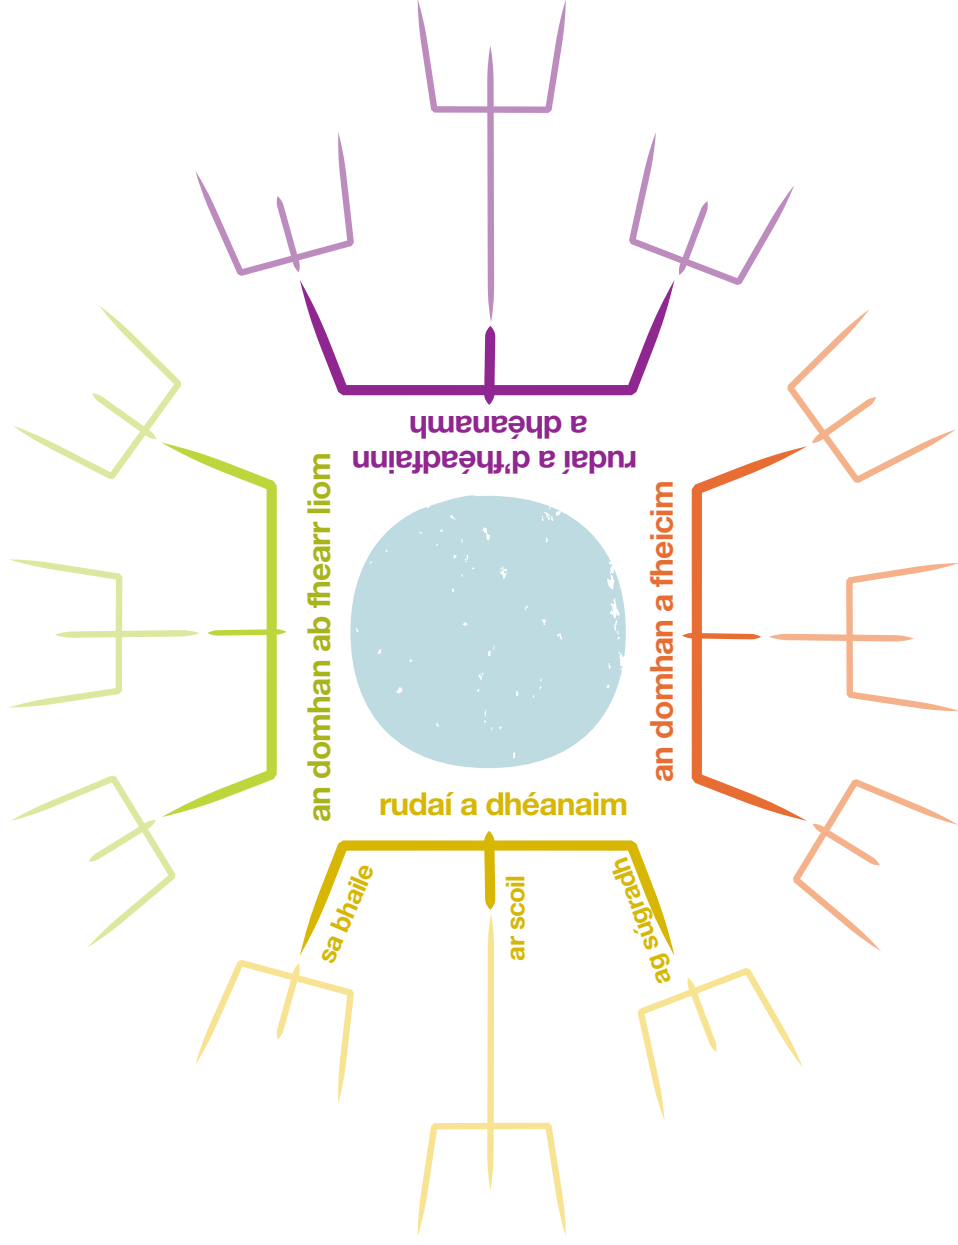 rudaí a d’fhéadfainn
a dhéanamh
an domhan ab fhearr liom
an domhan a fheicim
rudaí a dhéanaim
sa bhaile
ar scoil
ag súgradh